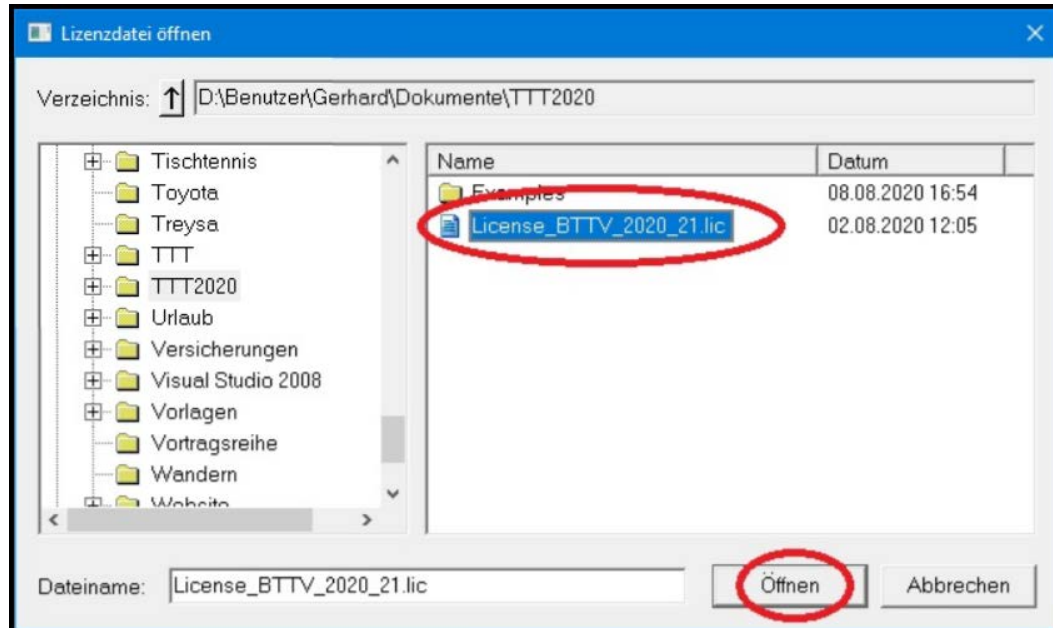 Lizenzdatei öffnen
Verzeichnis: D:\Benutzer\Gerhard\Dokumente\TTT2020
Tischtennis
Toyota
Treysa
TTT
TTT2020
Urlaub
Versicherungen
Visual Studio 2008
Vorlagen
Vortragsreihe
Wandern
Website
Name Datum
Examples 08.08.2020 16:54
License_BTTV_2020_21.lic 02.08.2020 12:05
Dateiname: License_BTTV_2020_21.lic Öffnen Abbrechen